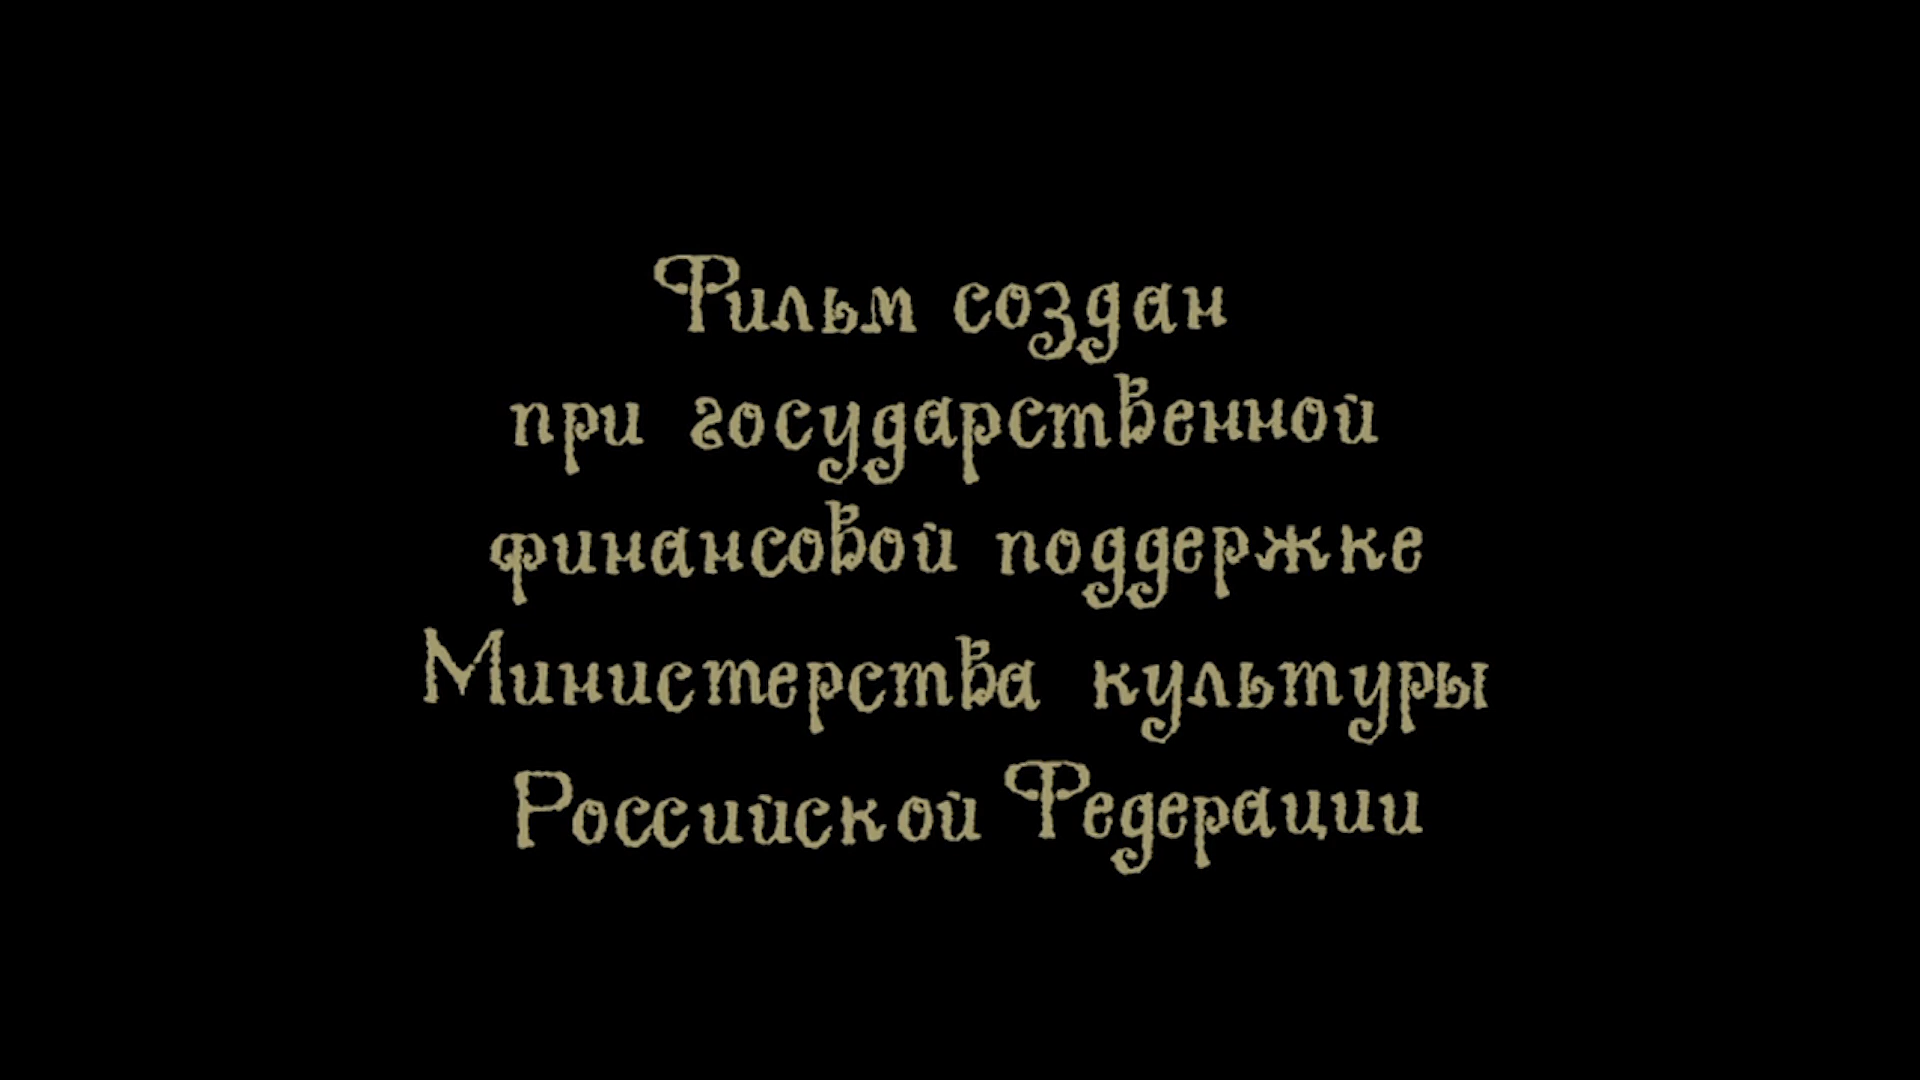 Фильм создан
при государственной
финансовой поддержке
Министерства культуры
Российской Федерации